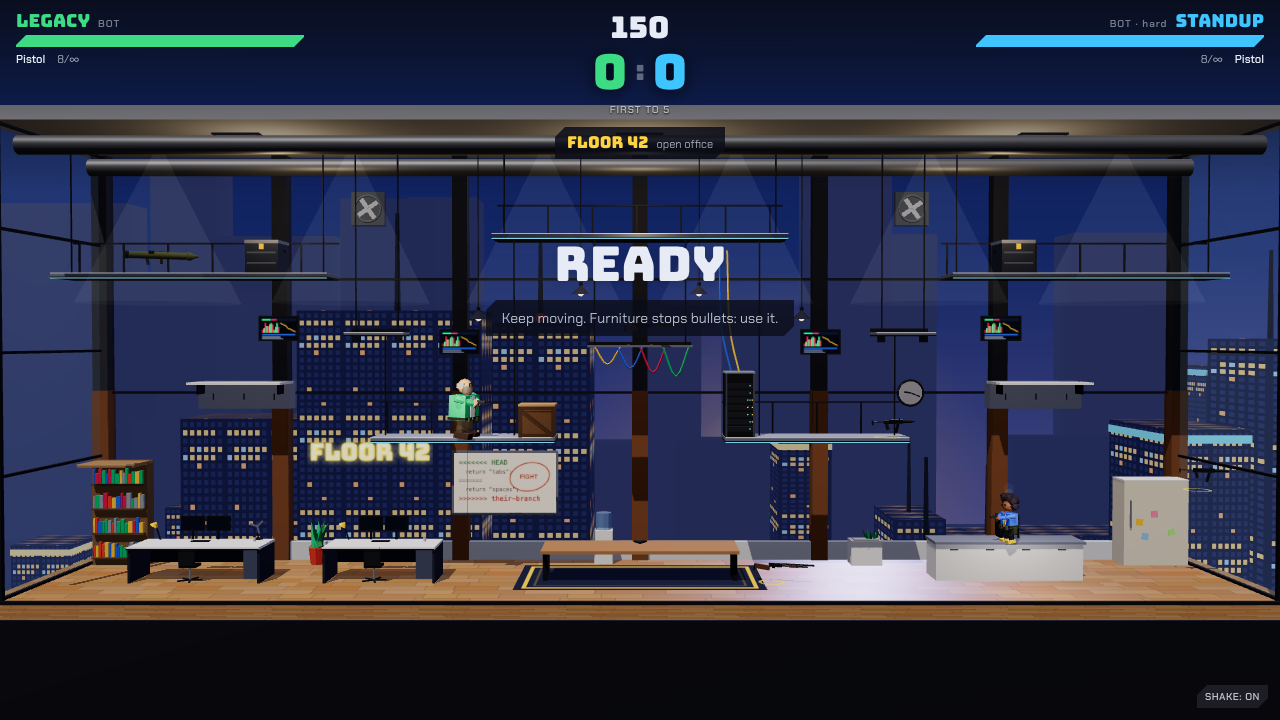 LEGACY BOT
Pistol 8/∞
150
0 : 0
FIRST TO 5
BOT · hard STANDUP
8/∞ Pistol
FLOOR 42 open office
READY
Keep moving. Furniture stops bullets: use it.
FLOOR 42
<<<<<<< HEAD
return "tabs"
=======
return "spaces"
>>>>>>> their-branch
FIGHT
SHAKE: ON